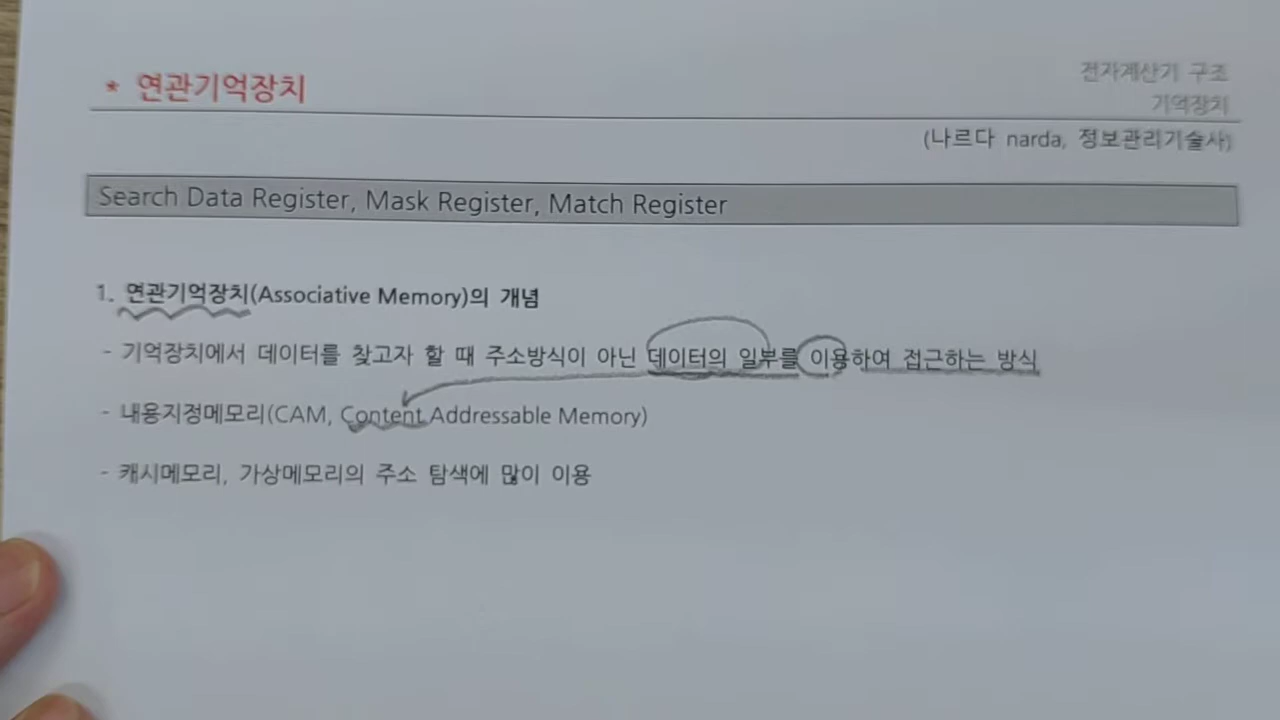 * 연관기억장치
전자계산기 구조
기억장치
(나르다 narda, 정보관리기술사)
Search Data Register, Mask Register, Match Register
1. 연관기억장치(Associative Memory)의 개념
- 기억장치에서 데이터를 찾고자 할 때 주소방식이 아닌 데이터의 일부를 이용하여 접근하는 방식
- 내용지정메모리(CAM, Content Addressable Memory)
- 캐시메모리, 가상메모리의 주소 탐색에 많이 이용